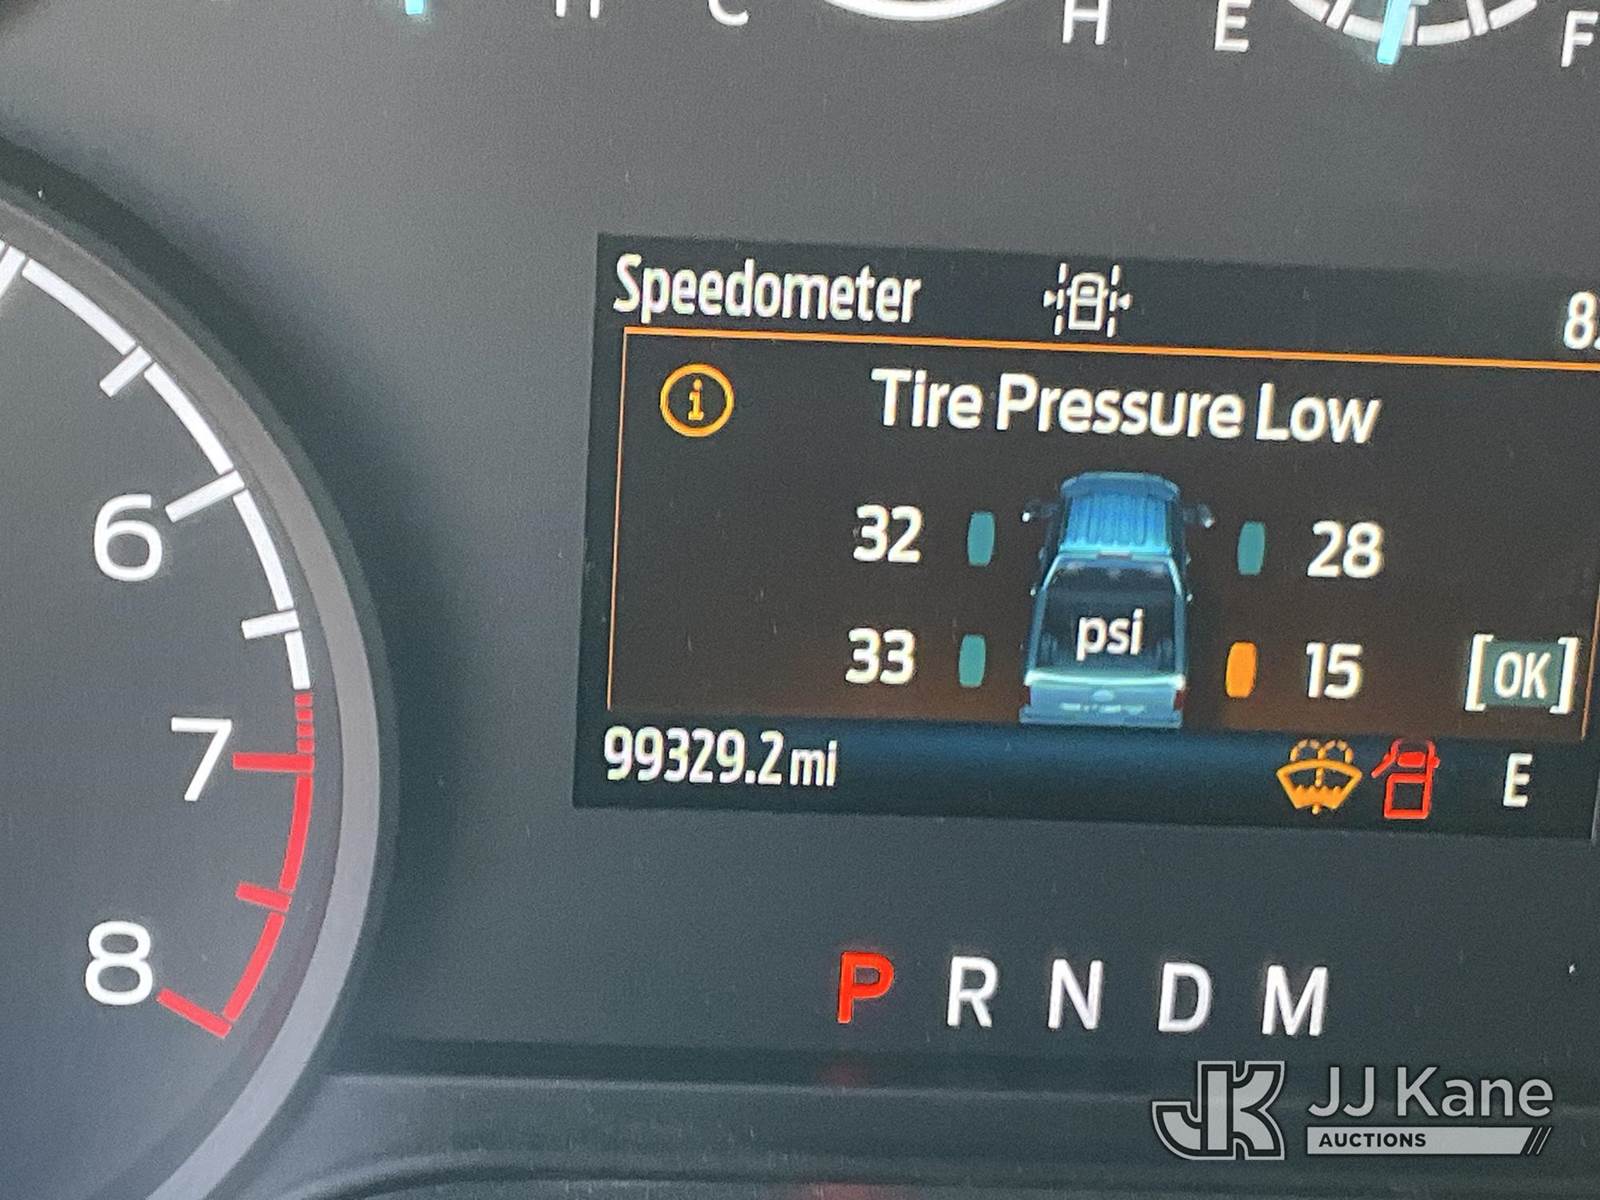 H C H E F
Speedometer
i Tire Pressure Low
32 28
psi
33 15 [OK]
99329.2 mi E
6
7
8
P R N D M
JK JJ Kane
AUCTIONS